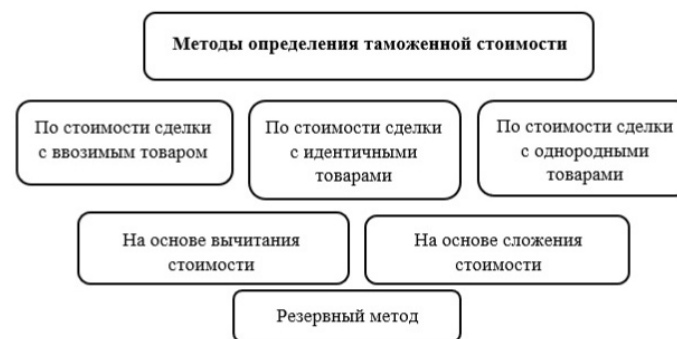 Методы определения таможенной стоимости
По стоимости сделки
с ввозимым товаром
По стоимости сделки
с идентичными
товарами
По стоимости сделки
с однородными
товарами
На основе вычитания
стоимости
На основе сложения
стоимости
Резервный метод